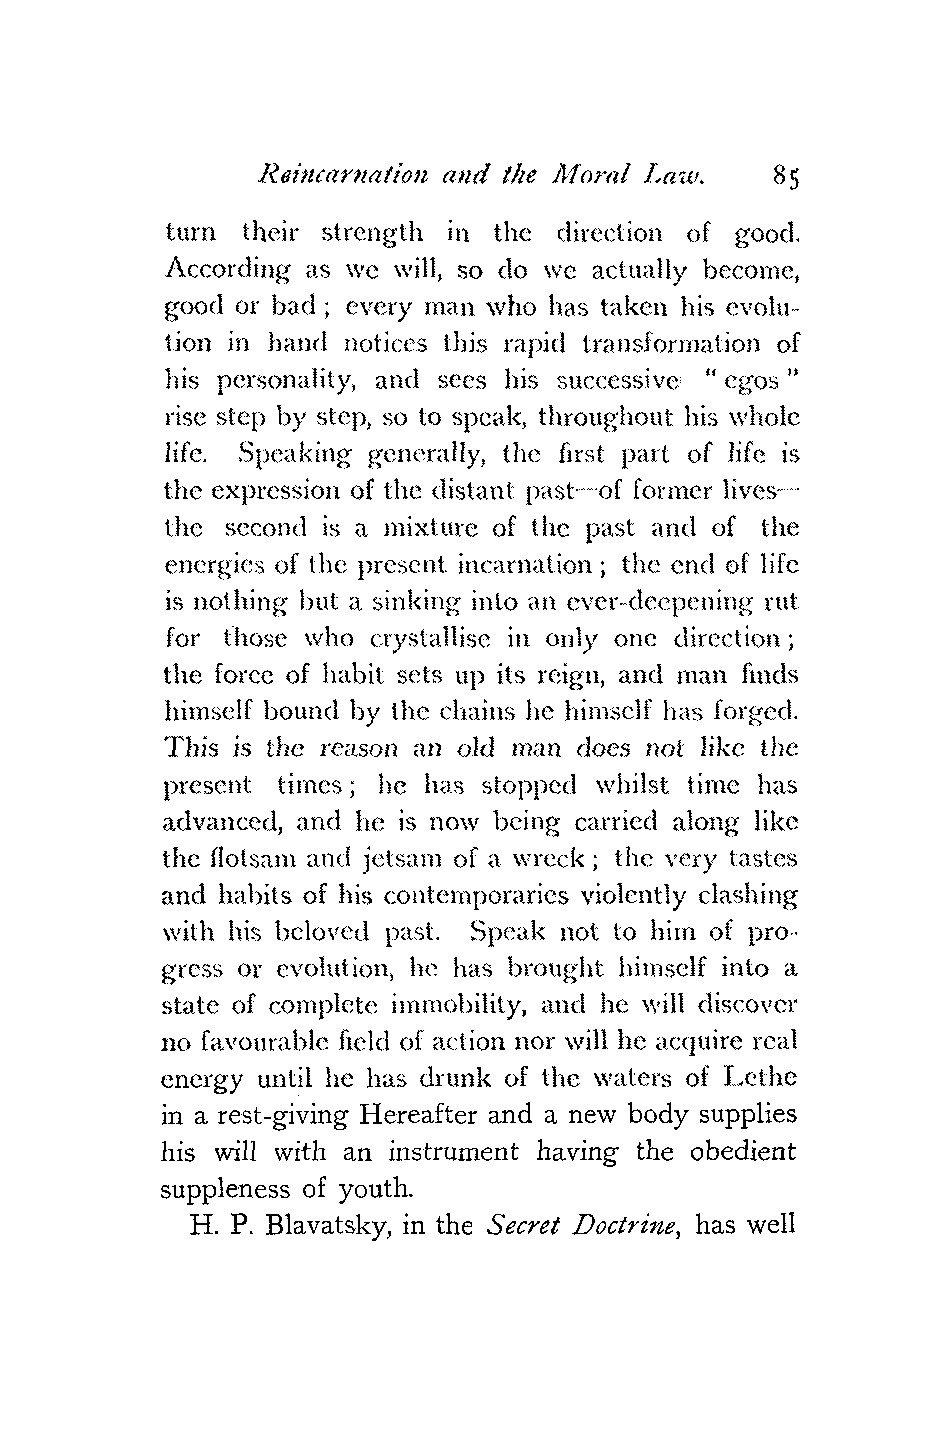 Reincarnation and the Moral Law. 85
turn their strength in the direction of good.
According as we will, so do we actually become,
good or bad ; every man who has taken his evolu-
tion in hand notices this rapid transformation of
his personality, and sees his successive " egos "
rise step by step, so to speak, throughout his whole
life. Speaking generally, the first part of life is
the expression of the distant past—of former lives—
the second is a mixture of the past and of the
energies of the present incarnation ; the end of life
is nothing but a sinking into an ever-deepening rut
for those who crystallise in only one direction ;
the force of habit sets up its reign, and man finds
himself bound by the chains he himself has forged.
This is the reason an old man does not like the
present times ; he has stopped whilst time has
advanced, and he is now being carried along like
the flotsam and jetsam of a wreck ; the very tastes
and habits of his contemporaries violently clashing
with his beloved past. Speak not to him of pro-
gress or evolution, he has brought himself into a
state of complete immobility, and he will discover
no favourable field of action nor will he acquire real
energy until he has drunk of the waters of Lethe
in a rest-giving Hereafter and a new body supplies
his will with an instrument having the obedient
suppleness of youth.
H. P. Blavatsky, in the Secret Doctrine, has well